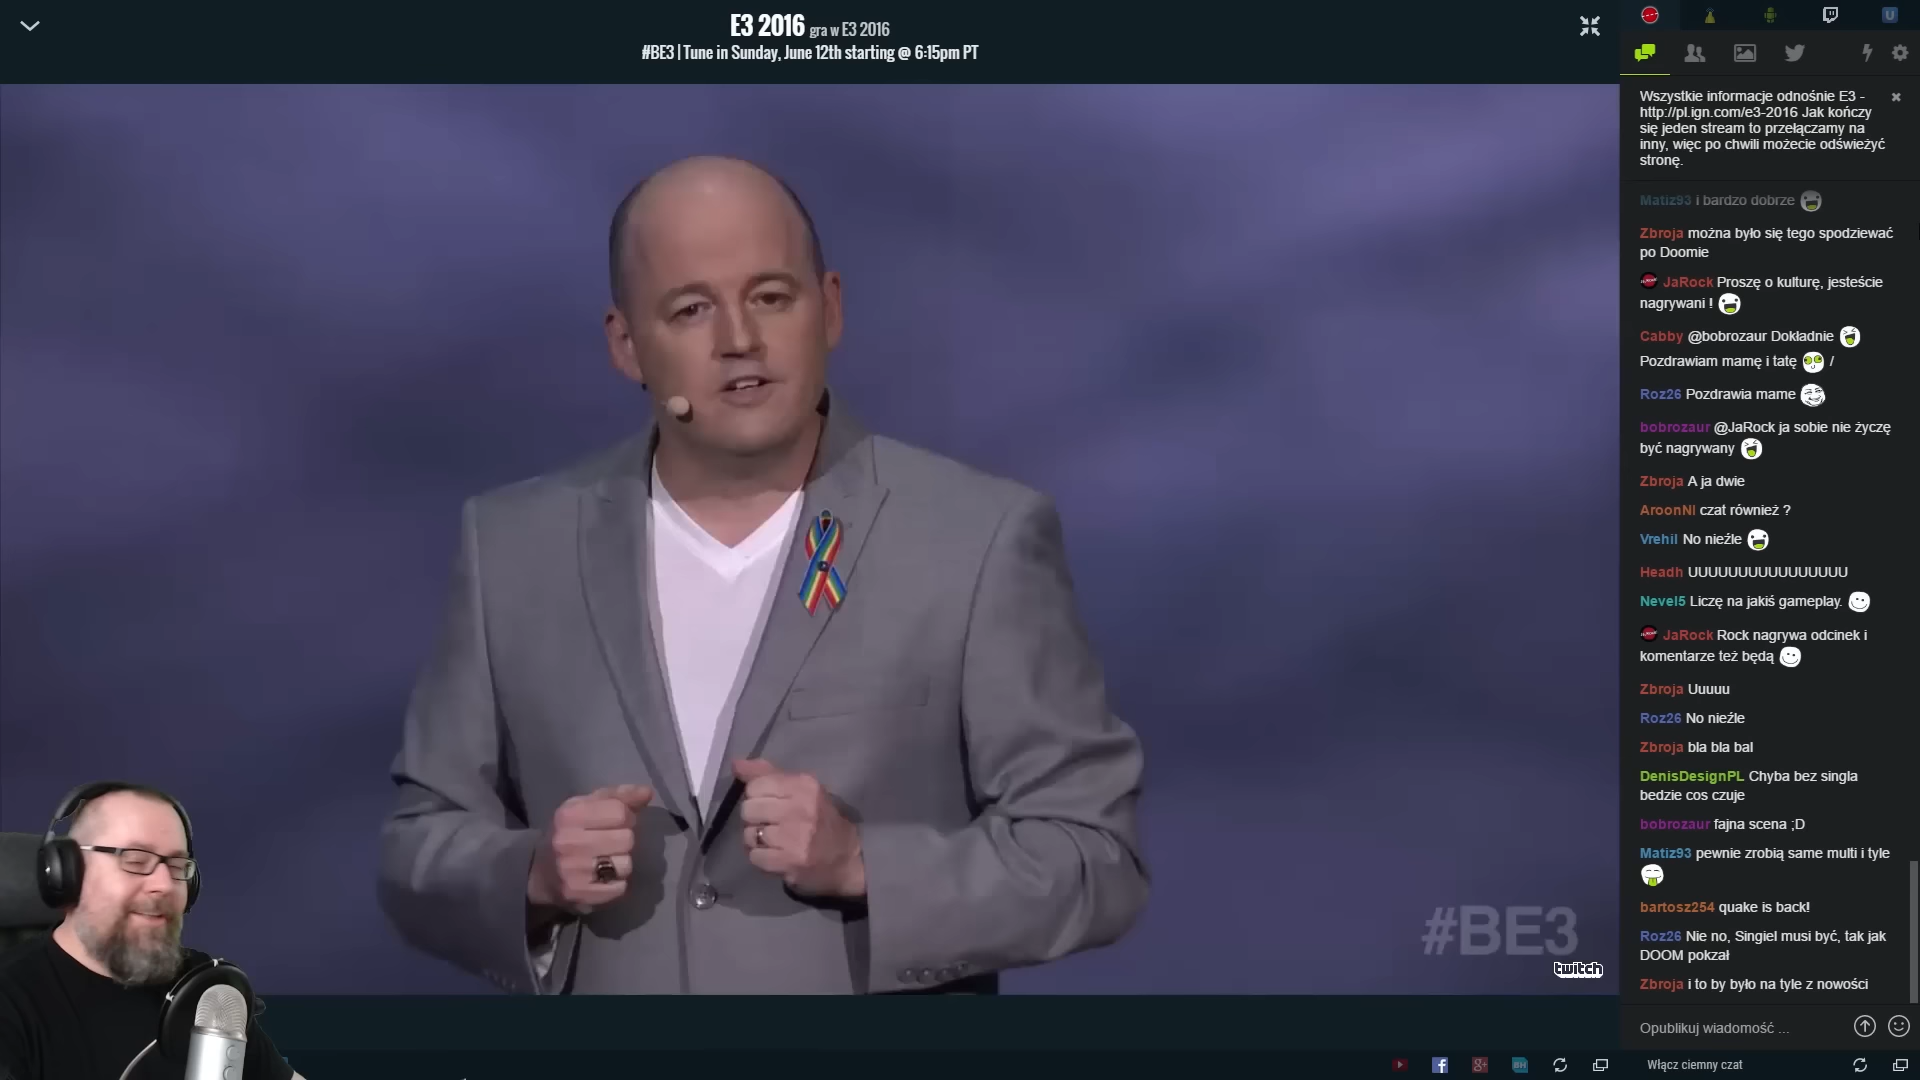 E3 2016 gra w E3 2016
#BE3 | Tune in Sunday, June 12th starting @ 6:15pm PT
#BE3
twitch
Wszystkie informacje odnośnie E3 -
http://pl.ign.com/e3-2016 Jak kończy
się jeden stream to przełączamy na
inny, więc po chwili możecie odświeżyć
stronę.
Matiz93 i bardzo dobrze
Zbroja można było się tego spodziewać
po Doomie
JaRock Proszę o kulturę, jesteście
nagrywani !
Cabby @bobrozaur Dokładnie
Pozdrawiam mamę i tatę /
Roz26 Pozdrawia mame
bobrozaur @JaRock ja sobie nie życzę
być nagrywany
Zbroja A ja dwie
AroonNI czat również ?
Vrehil No nieźle
Headh UUUUUUUUUUUUUUUU
Nevel5 Liczę na jakiś gameplay.
JaRock Rock nagrywa odcinek i
komentarze też będą
Zbroja Uuuuu
Roz26 No nieźle
Zbroja bla bla bal
DenisDesignPL Chyba bez singla
bedzie cos czuje
bobrozaur fajna scena ;D
Matiz93 pewnie zrobią same multi i tyle
bartosz254 quake is back!
Roz26 Nie no, Singiel musi być, tak jak
DOOM pokzał
Zbroja i to by było na tyle z nowości
Opublikuj wiadomość ...
Włącz ciemny czat